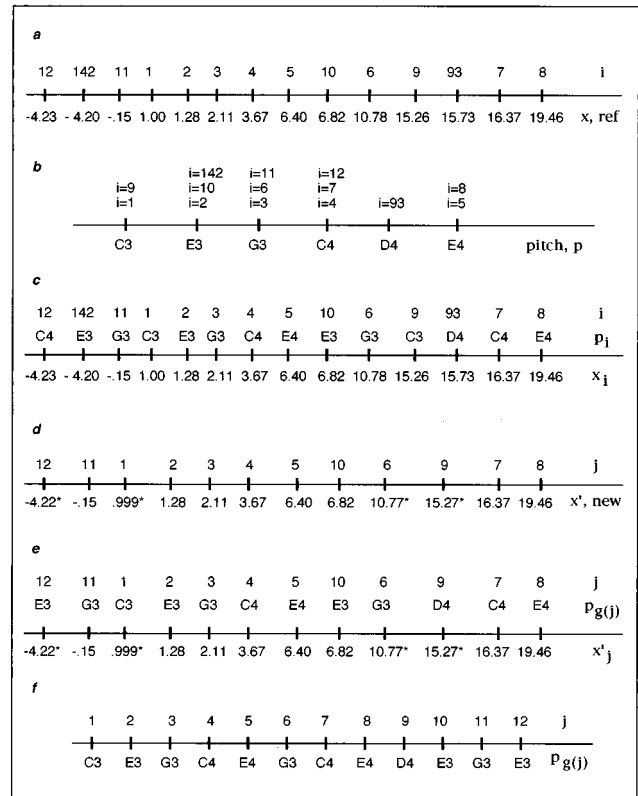 a
12 142 11 1 2 3 4 5 10 6 9 93 7 8 i
-4.23 - 4.20 -.15 1.00 1.28 2.11 3.67 6.40 6.82 10.78 15.26 15.73 16.37 19.46 x, ref
b
i=142 i=11 i=12
i=9 i=10 i=6 i=7 i=8
i=1 i=2 i=3 i=4 i=93 i=5
C3 E3 G3 C4 D4 E4 pitch, p
c
12 142 11 1 2 3 4 5 10 6 9 93 7 8 i
C4 E3 G3 C3 E3 G3 C4 E4 E3 G3 C3 D4 C4 E4 pi
-4.23 - 4.20 -.15 1.00 1.28 2.11 3.67 6.40 6.82 10.78 15.26 15.73 16.37 19.46 xi
d
12 11 1 2 3 4 5 10 6 9 7 8 j
-4.22* -.15 .999* 1.28 2.11 3.67 6.40 6.82 10.77* 15.27* 16.37 19.46 x', new
e
12 11 1 2 3 4 5 10 6 9 7 8 j
E3 G3 C3 E3 G3 C4 E4 E3 G3 D4 C4 E4 pg(j)
-4.22* -.15 .999* 1.28 2.11 3.67 6.40 6.82 10.77* 15.27* 16.37 19.46 x'j
f
1 2 3 4 5 6 7 8 9 10 11 12 j
C3 E3 G3 C4 E4 G3 C4 E4 D4 E3 G3 E3 pg(j)